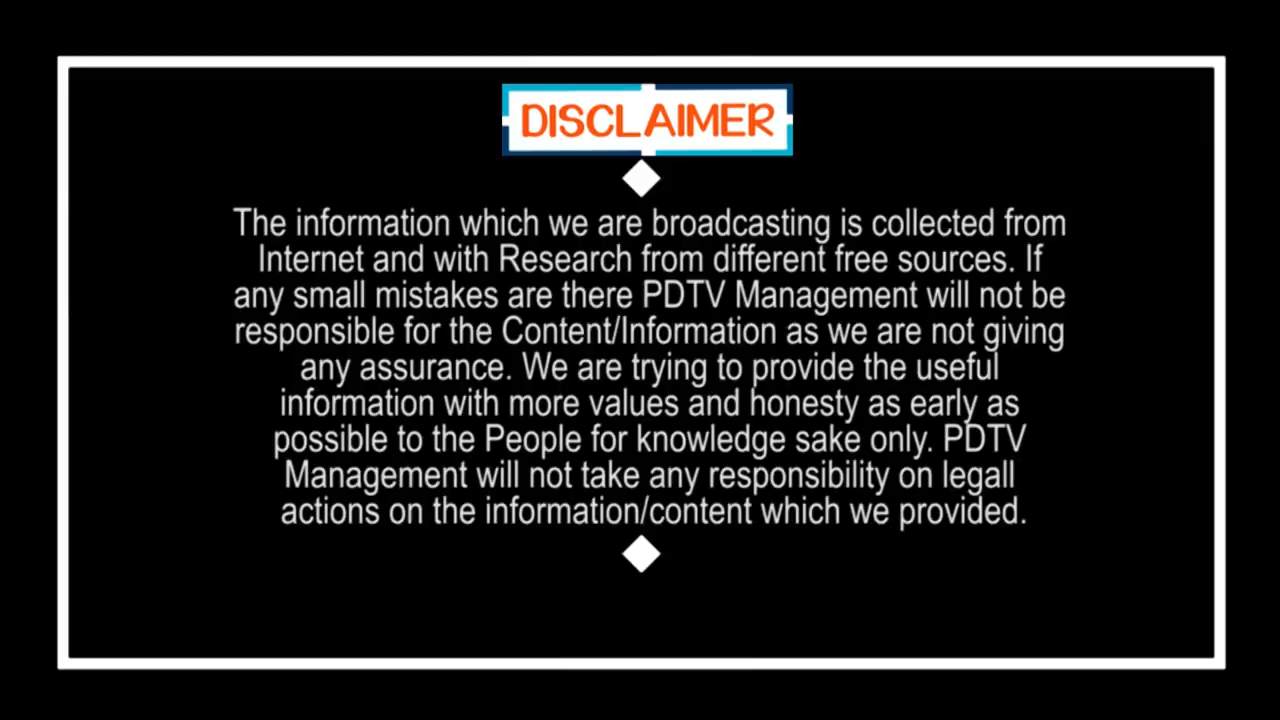 DISCLAIMER
The information which we are broadcasting is collected from
Internet and with Research from different free sources. If
any small mistakes are there PDTV Management will not be
responsible for the Content/Information as we are not giving
any assurance. We are trying to provide the useful
information with more values and honesty as early as
possible to the People for knowledge sake only. PDTV
Management will not take any responsibility on legall
actions on the information/content which we provided.